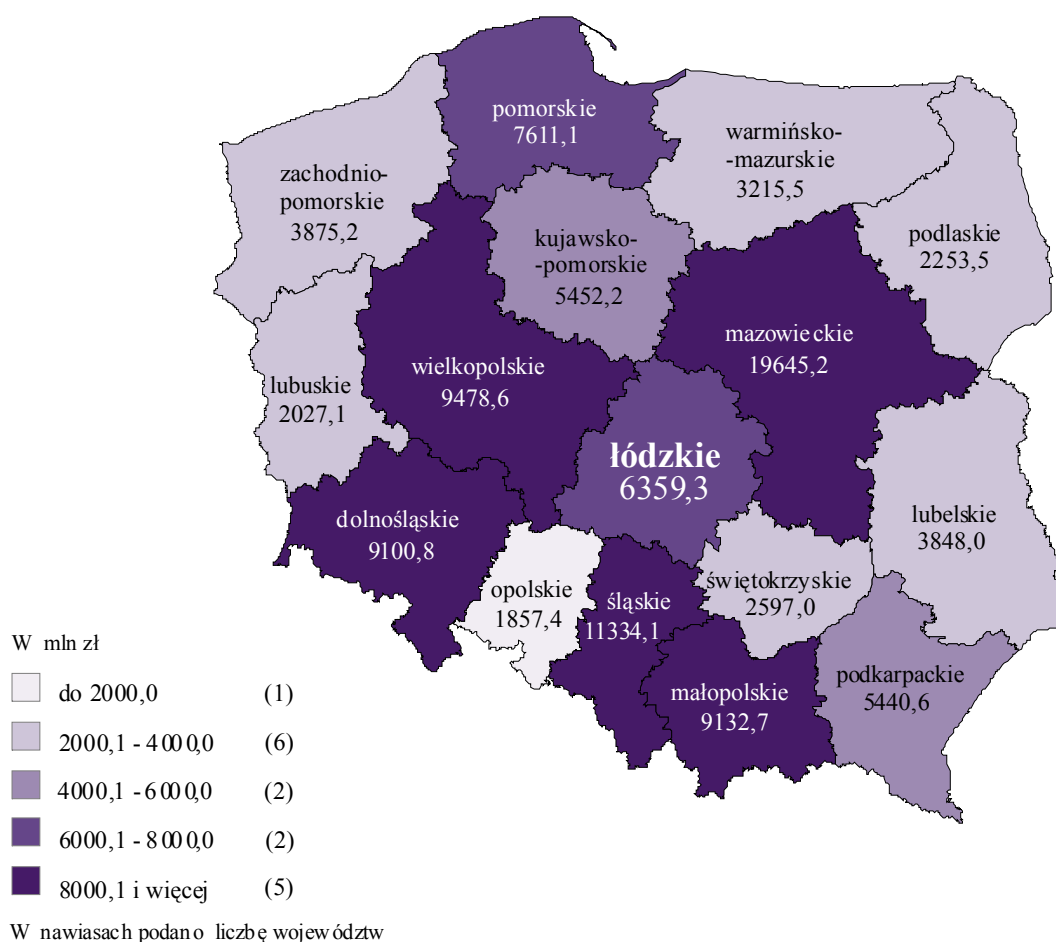 pomorskie
7611,1
warmińsko-
-mazurskie
3215,5
zachodnio-
pomorskie
3875,2
podlaskie
2253,5
kujawsko-
-pomorskie
5452,2
mazowieckie
19645,2
wielkopolskie
9478,6
lubuskie
2027,1
łódzkie
6359,3
dolnośląskie
9100,8
lubelskie
3848,0
opolskie
1857,4
śląskie
11334,1
świętokrzyskie
2597,0
małopolskie
9132,7
podkarpackie
5440,6
W mln zł
do 2000,0 (1)
2000,1 - 4000,0 (6)
4000,1 - 6000,0 (2)
6000,1 - 8000,0 (2)
8000,1 i więcej (5)
W nawiasach podano liczbę województw